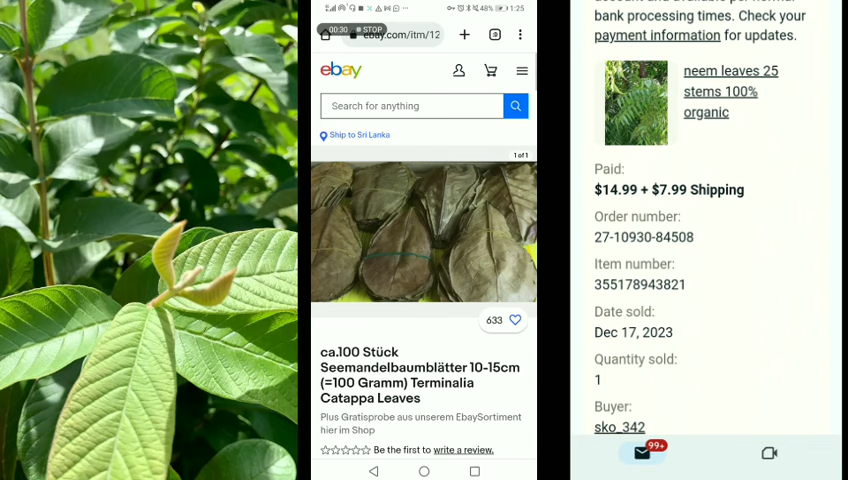 00:30 STOP
48% 1:25
ebay.com/itm/12
ebay
Search for anything
Ship to Sri Lanka
1 of 1
633
ca.100 Stück
Seemandelbaumblätter 10-15cm
(=100 Gramm) Terminalia
Catappa Leaves
Plus Gratisprobe aus unserem EbaySortiment
hier im Shop
Be the first to write a review.
bank processing times. Check your
payment information for updates.
neem leaves 25
stems 100%
organic
Paid:
$14.99 + $7.99 Shipping
Order number:
27-10930-84508
Item number:
355178943821
Date sold:
Dec 17, 2023
Quantity sold:
1
Buyer:
sko_342
99+